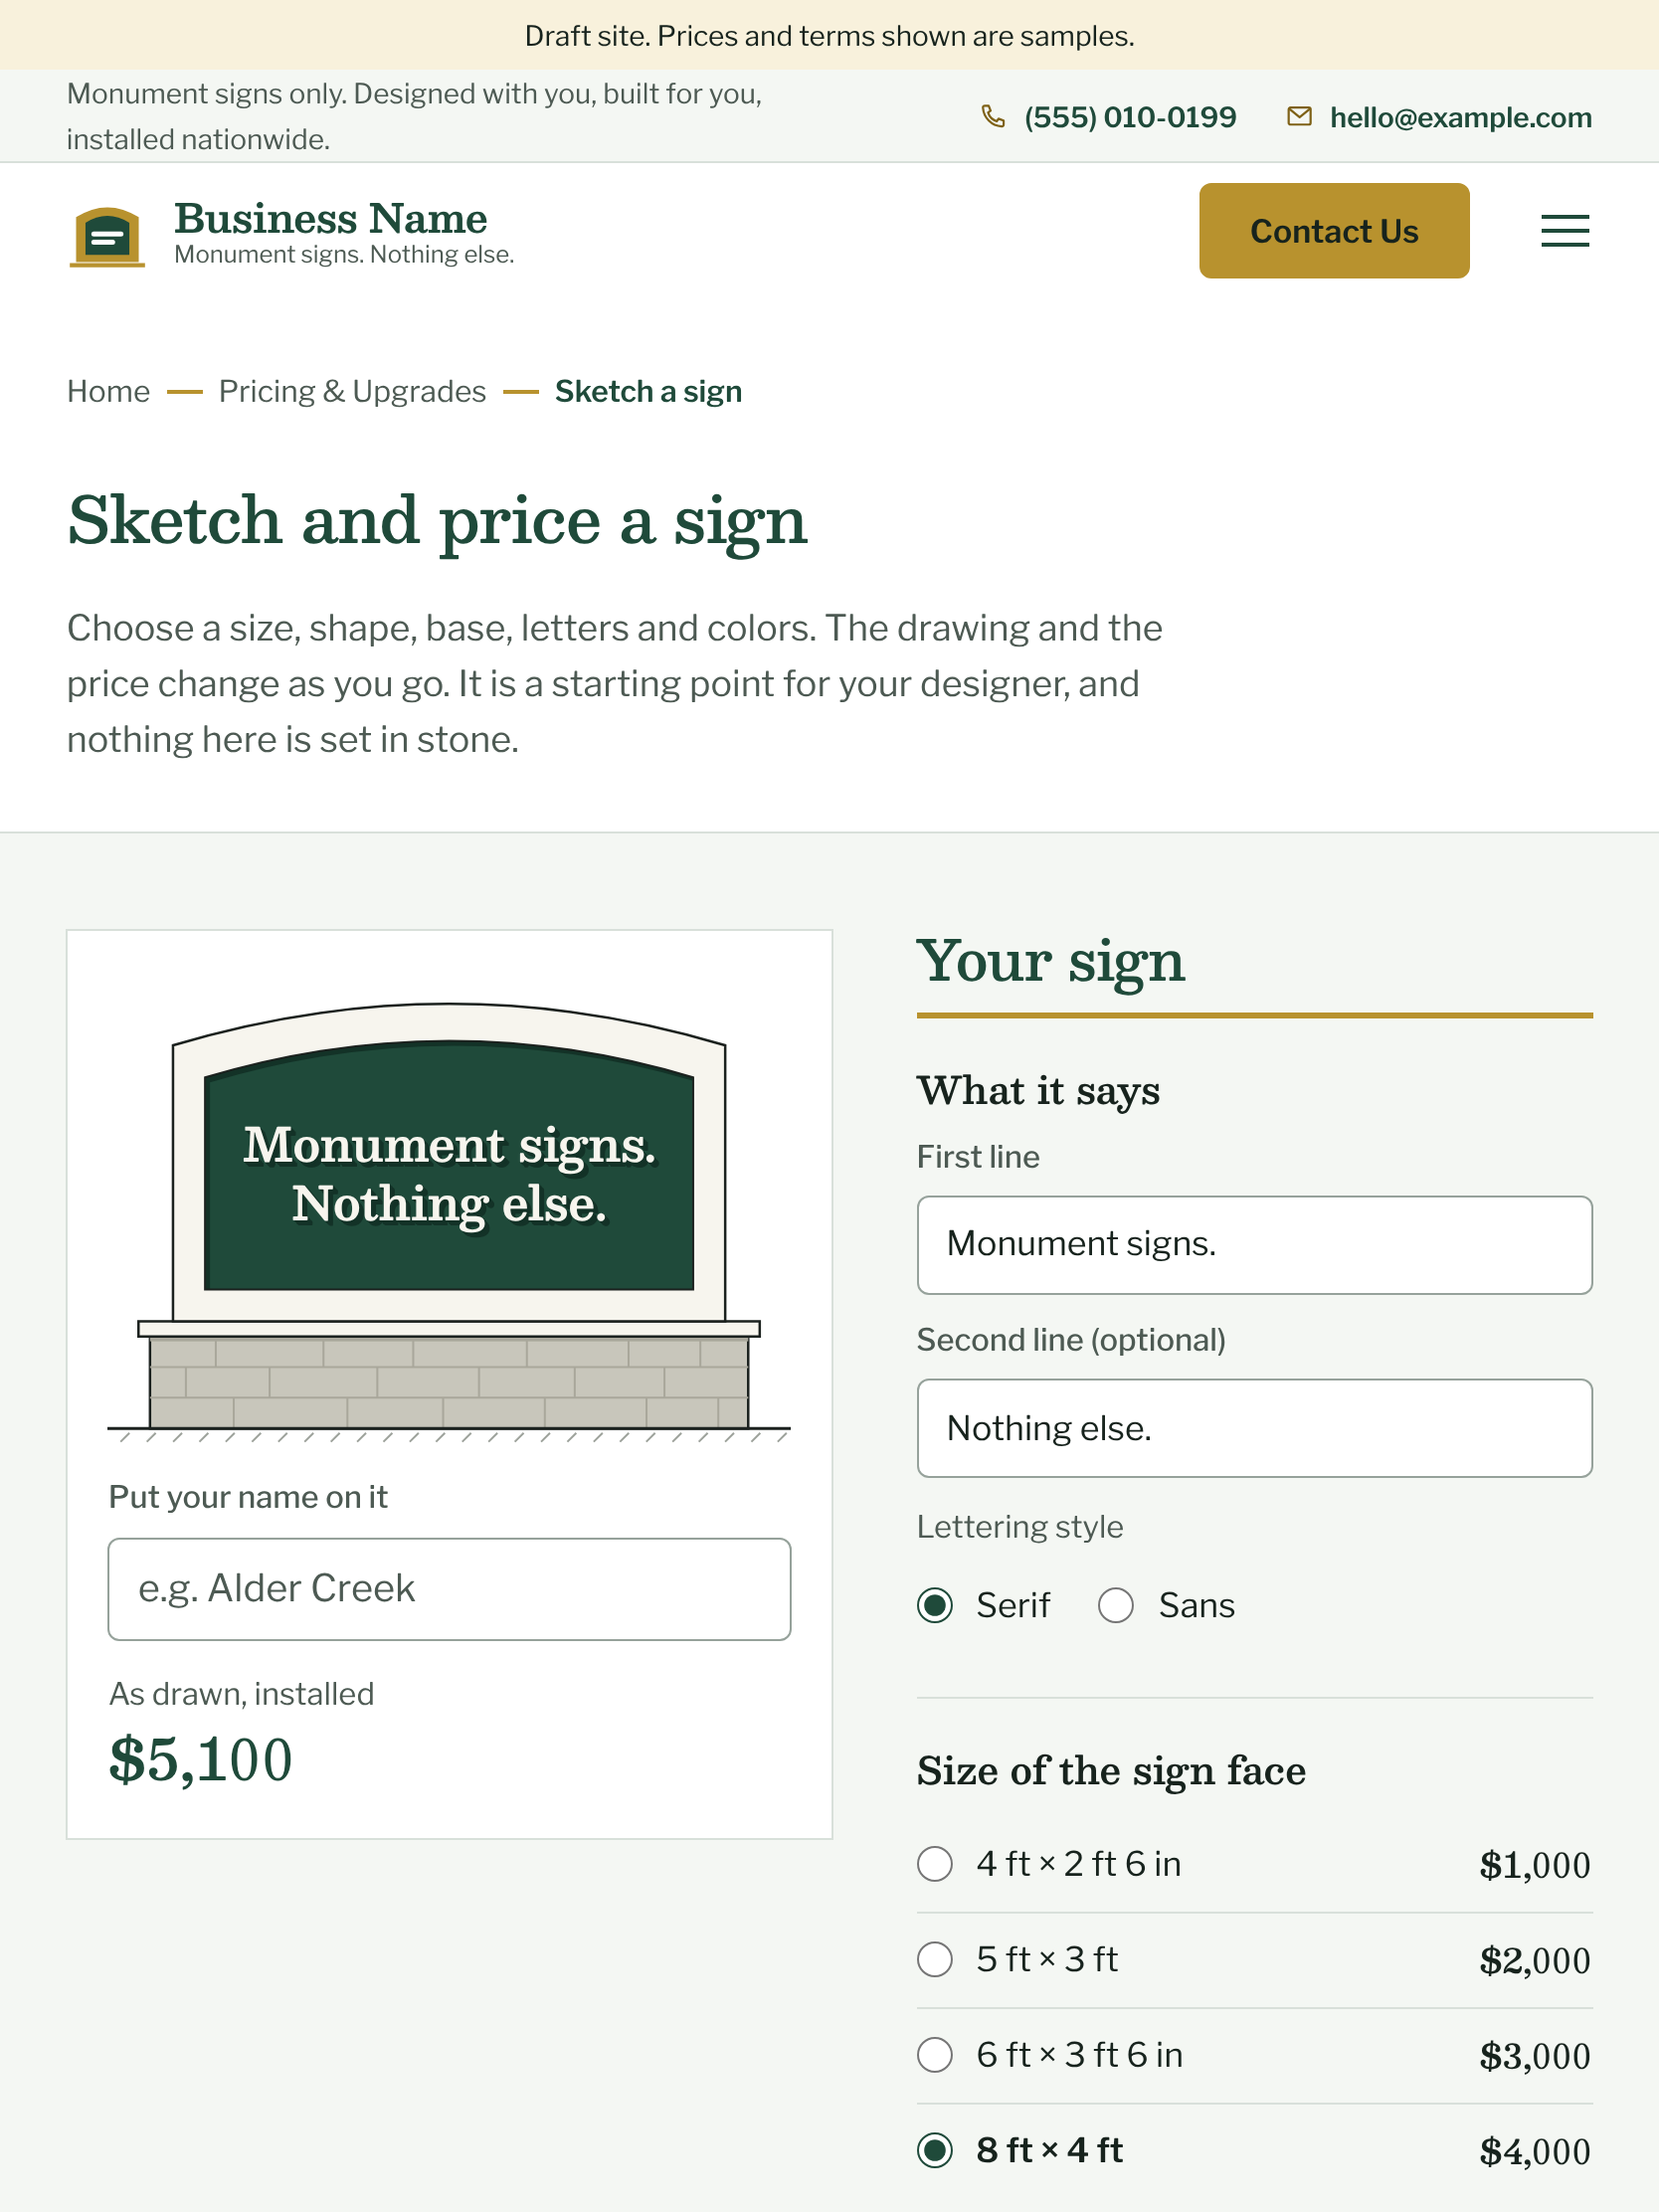 Draft site. Prices and terms shown are samples.
Monument signs only. Designed with you, built for you,
installed nationwide.
(555) 010-0199
hello@example.com
Business Name
Monument signs. Nothing else.
Contact Us
Home
Pricing & Upgrades
Sketch a sign
Sketch and price a sign
Choose a size, shape, base, letters and colors. The drawing and the
price change as you go. It is a starting point for your designer, and
nothing here is set in stone.
Monument signs.
Nothing else.
Put your name on it
e.g. Alder Creek
As drawn, installed
$5,100
Your sign
What it says
First line
Monument signs.
Second line (optional)
Nothing else.
Lettering style
Serif
Sans
Size of the sign face
4 ft × 2 ft 6 in $1,000
5 ft × 3 ft $2,000
6 ft × 3 ft 6 in $3,000
8 ft × 4 ft $4,000